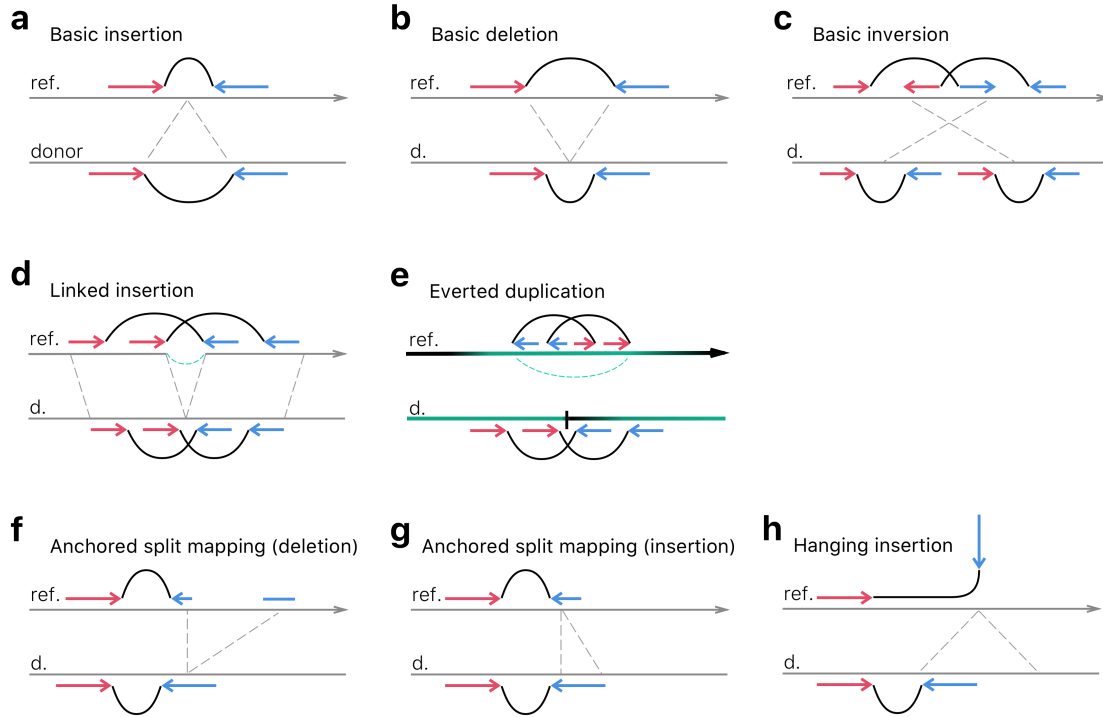 a
Basic insertion
ref.
donor
b
Basic deletion
ref.
d.
c
Basic inversion
ref.
d.
d
Linked insertion
ref.
d.
e
Everted duplication
ref.
d.
f
Anchored split mapping (deletion)
ref.
d.
g
Anchored split mapping (insertion)
ref.
d.
h
Hanging insertion
ref.
d.